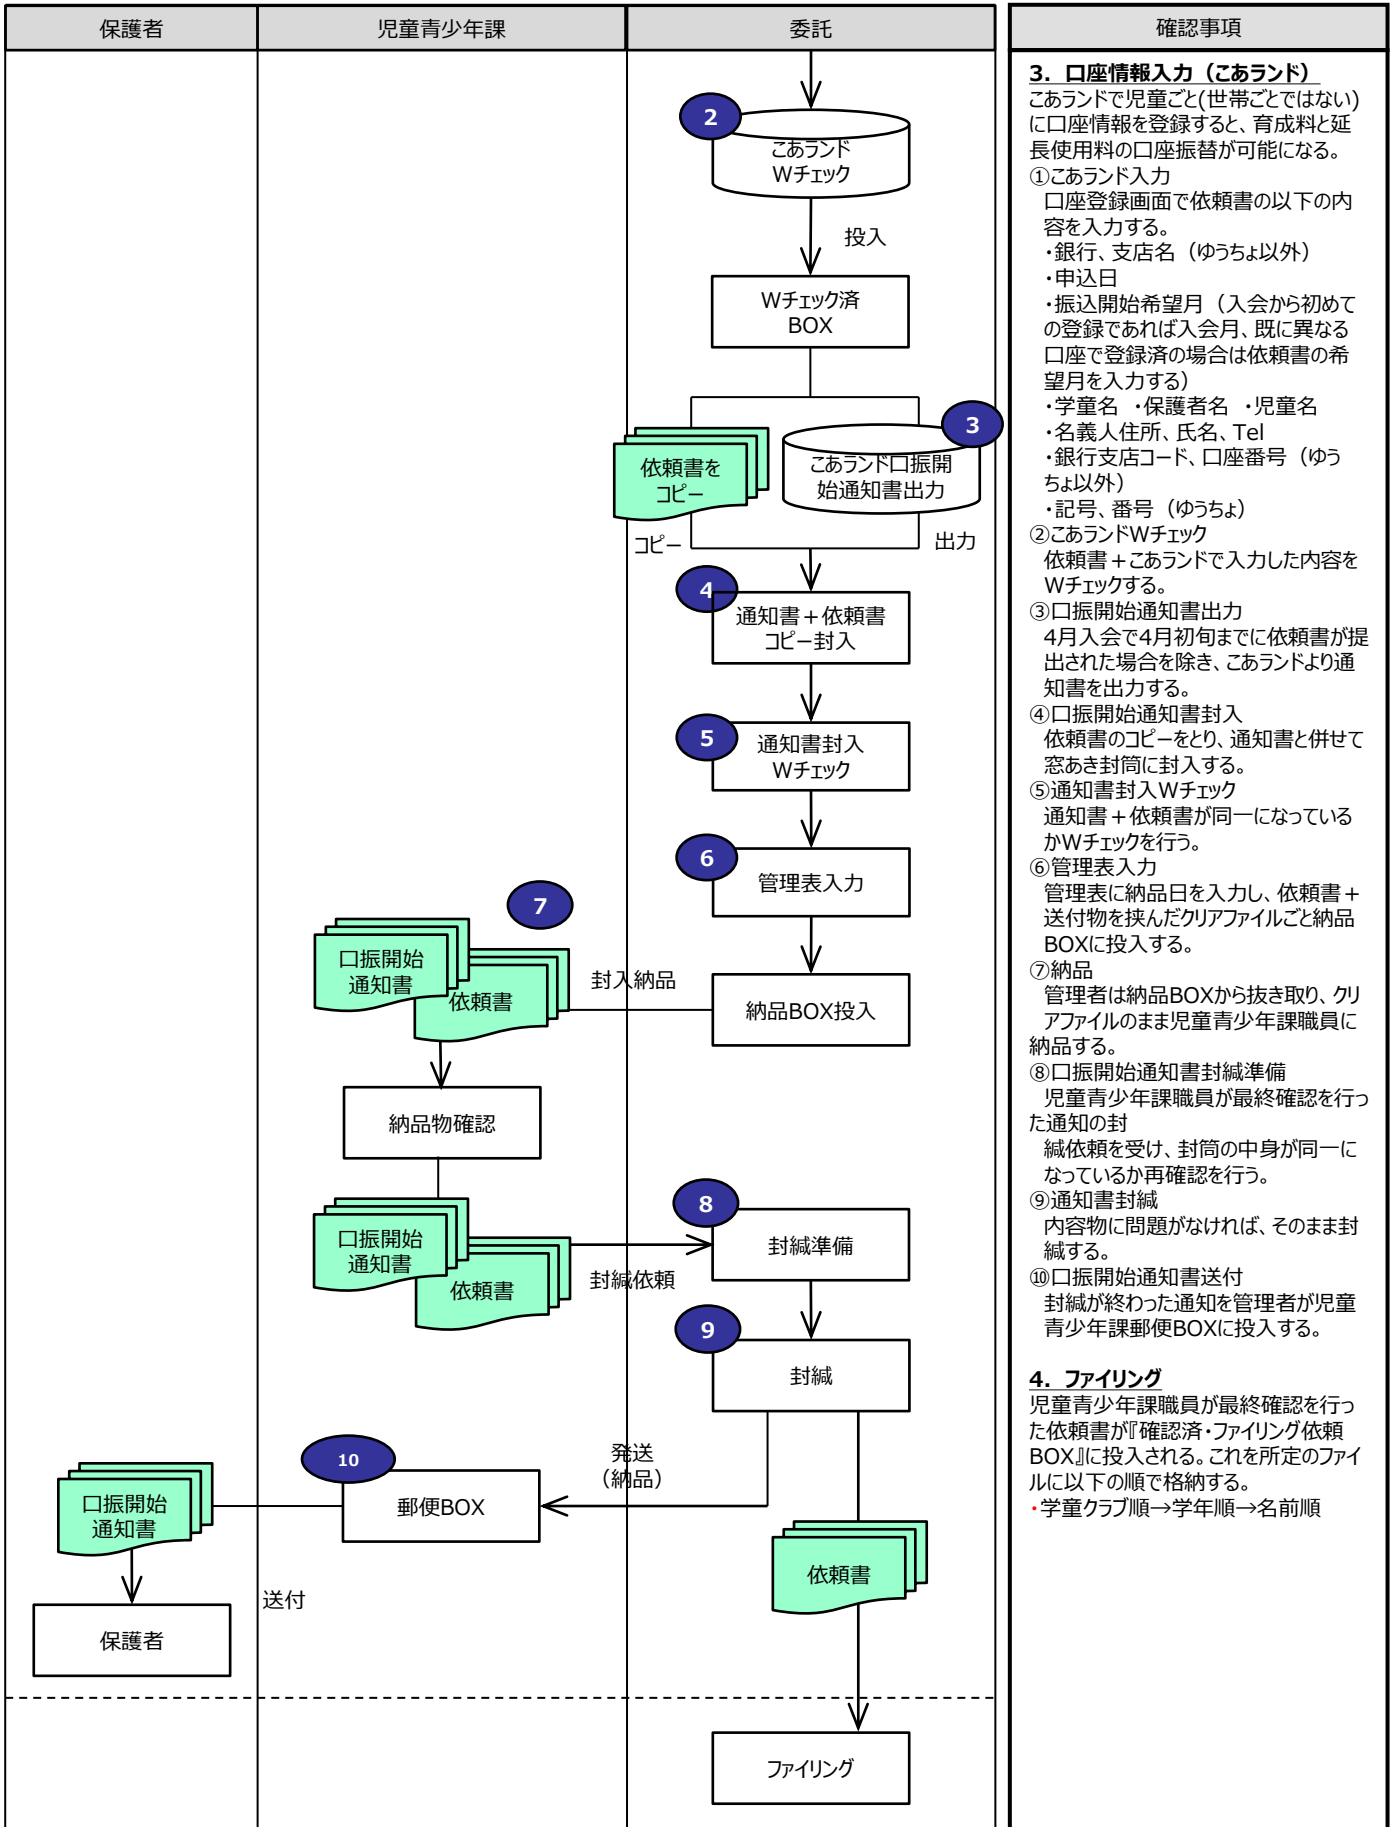 保護者
児童青少年課
委託
確認事項
2
こあランド
Wチェック
投入
Wチェック済
BOX
依頼書を
コピー
3
こあランド口振開
始通知書出力
コピー
出力
4
通知書＋依頼書
コピー封入
5
通知書封入
Wチェック
6
管理表入力
7
口振開始
通知書
依頼書
封入納品
納品BOX投入
納品物確認
口振開始
通知書
依頼書
封緘依頼
8
封緘準備
9
封緘
10
発送
（納品）
郵便BOX
口振開始
通知書
送付
保護者
依頼書
ファイリング
3．口座情報入力（こあランド）
こあランドで児童ごと(世帯ごとではない)
に口座情報を登録すると、育成料と延
長使用料の口座振替が可能になる。
①こあランド入力
口座登録画面で依頼書の以下の内
容を入力する。
・銀行、支店名（ゆうちょ以外）
・申込日
・振込開始希望月（入会から初めて
の登録であれば入会月、既に異なる
口座で登録済の場合は依頼書の希
望月を入力する）
・学童名 ・保護者名 ・児童名
・名義人住所、氏名、Tel
・銀行支店コード、口座番号（ゆう
ちょ以外）
・記号、番号（ゆうちょ）
②こあランドWチェック
依頼書＋こあランドで入力した内容を
Wチェックする。
③口振開始通知書出力
4月入会で4月初旬までに依頼書が提
出された場合を除き、こあランドより通
知書を出力する。
④口振開始通知書封入
依頼書のコピーをとり、通知書と併せて
窓あき封筒に封入する。
⑤通知書封入Wチェック
通知書＋依頼書が同一になっている
かWチェックを行う。
⑥管理表入力
管理表に納品日を入力し、依頼書＋
送付物を挟んだクリアファイルごと納品
BOXに投入する。
⑦納品
管理者は納品BOXから抜き取り、クリ
アファイルのまま児童青少年課職員に
納品する。
⑧口振開始通知書封緘準備
児童青少年課職員が最終確認を行っ
た通知の封
緘依頼を受け、封筒の中身が同一に
なっているか再確認を行う。
⑨通知書封緘
内容物に問題がなければ、そのまま封
緘する。
⑩口振開始通知書送付
封緘が終わった通知を管理者が児童
青少年課郵便BOXに投入する。
4．ファイリング
児童青少年課職員が最終確認を行っ
た依頼書が『確認済・ファイリング依頼
BOX』に投入される。これを所定のファイ
ルに以下の順で格納する。
・学童クラブ順→学年順→名前順